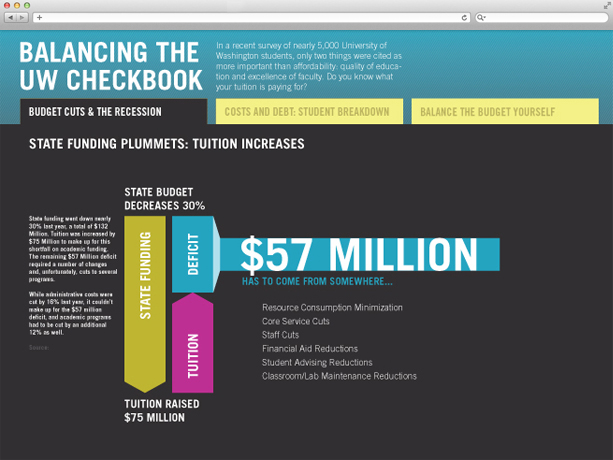 BALANCING THE
UW CHECKBOOK
In a recent survey of nearly 5,000 University of
Washington students, only two things were cited as
more important than affordability: quality of educa-
tion and excellence of faculty. Do you know what
your tuition is paying for?
BUDGET CUTS & THE RECESSION
COSTS AND DEBT: STUDENT BREAKDOWN
BALANCE THE BUDGET YOURSELF
STATE FUNDING PLUMMETS: TUITION INCREASES
STATE BUDGET
DECREASES 30%
State funding went down nearly
30% last year, a total of $132
Million. Tuition was increased by
$75 Million to make up for this
shortfall on academic funding.
The remaining $57 Million deficit
required a number of changes
and, unfortunately, cuts to several
programs.
While administrative costs were
cut by 16% last year, it couldn't
make up for the $57 million
deficit, and academic programs
had to be cut by an additional
12% as well.
Source:
STATE FUNDING
DEFICIT
TUITION
$57 MILLION
HAS TO COME FROM SOMEWHERE...
Resource Consumption Minimization
Core Service Cuts
Staff Cuts
Financial Aid Reductions
Student Advising Reductions
Classroom/Lab Maintenance Reductions
TUITION RAISED
$75 MILLION